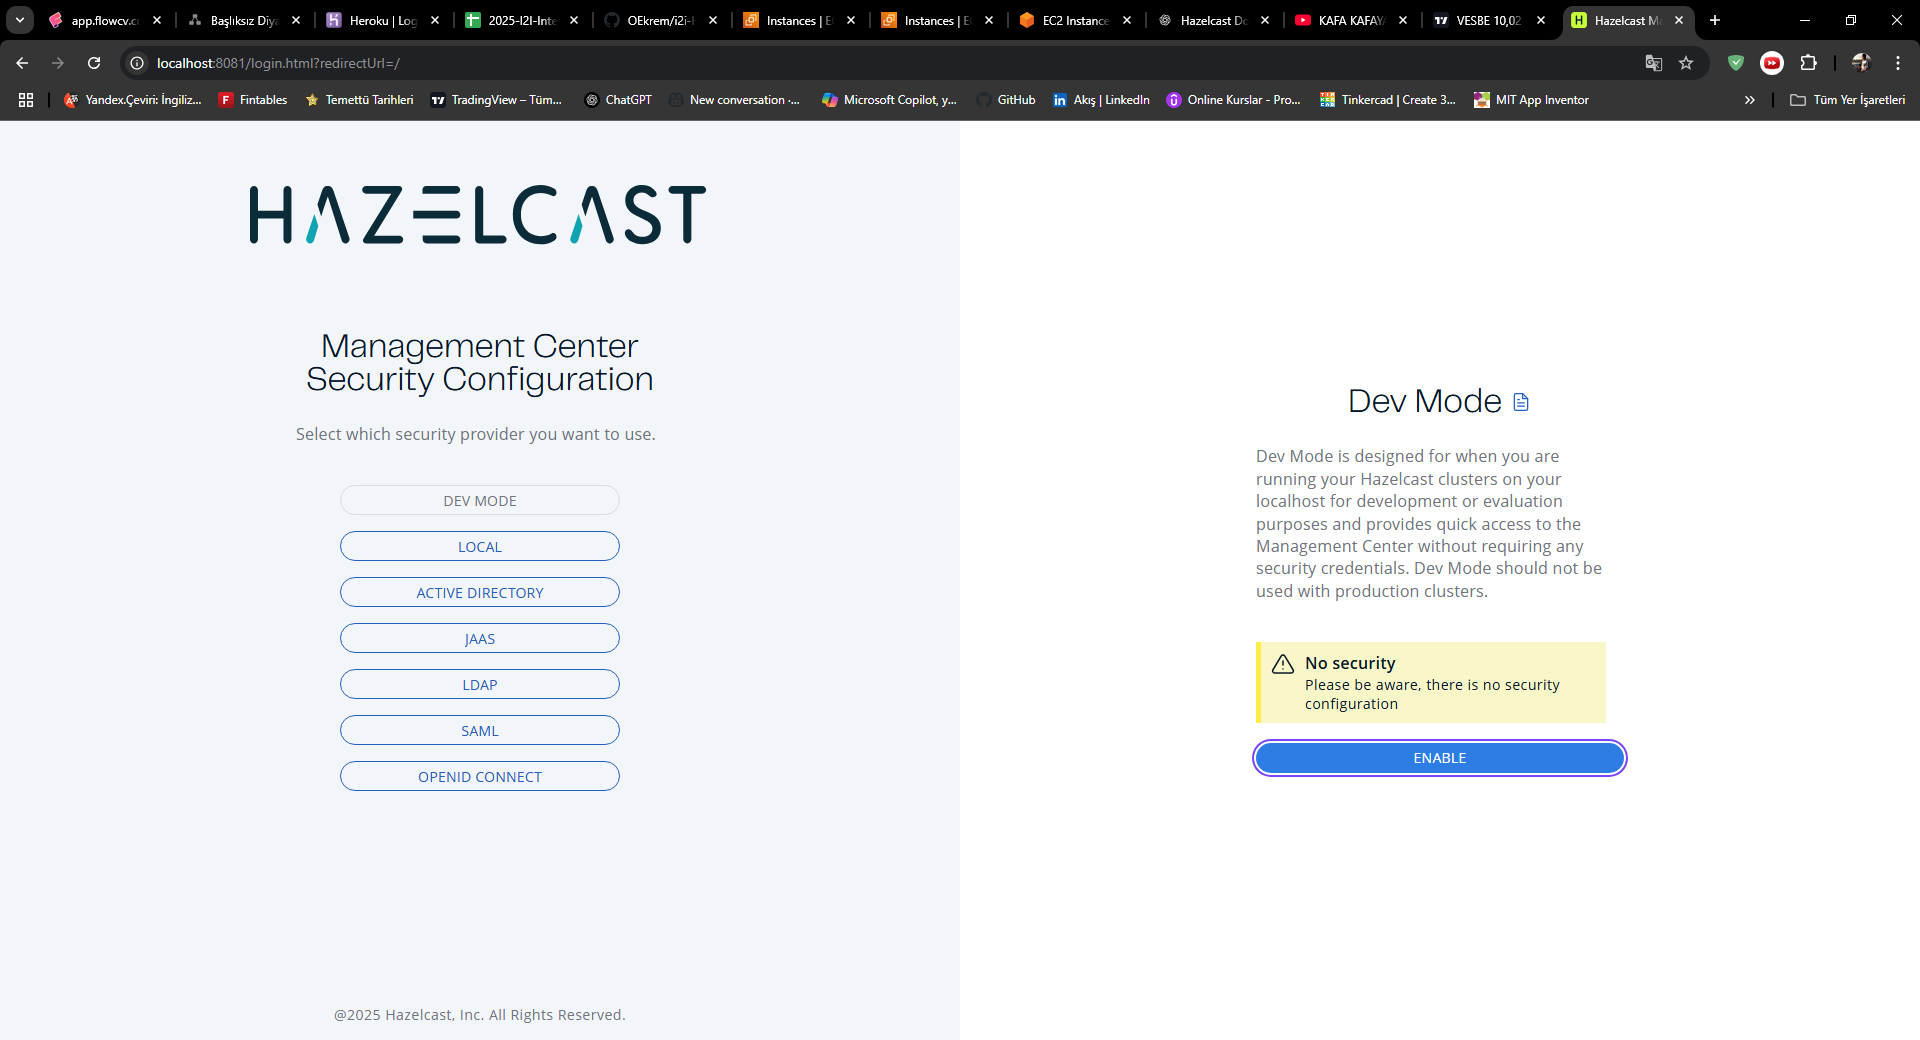 app.flowcv.c
Başlıksız Diya
Heroku | Log
2025-I2I-Inte
OEkrem/i2i-
Instances | E
Instances | E
EC2 Instance
Hazelcast Do
KAFA KAFAYA
VESBE 10,02
Hazelcast M
localhost:8081/login.html?redirectUrl=/
Yandex.Çeviri: İngiliz...
Fintables
Temettü Tarihleri
TradingView – Tüm...
ChatGPT
New conversation ·...
Microsoft Copilot, y...
GitHub
Akış | LinkedIn
Online Kurslar - Pro...
Tinkercad | Create 3...
MIT App Inventor
Tüm Yer İşaretleri
HAZELCAST
Management Center
Security Configuration
Select which security provider you want to use.
DEV MODE
LOCAL
ACTIVE DIRECTORY
JAAS
LDAP
SAML
OPENID CONNECT
@2025 Hazelcast, Inc. All Rights Reserved.
Dev Mode
Dev Mode is designed for when you are
running your Hazelcast clusters on your
localhost for development or evaluation
purposes and provides quick access to the
Management Center without requiring any
security credentials. Dev Mode should not be
used with production clusters.
No security
Please be aware, there is no security
configuration
ENABLE